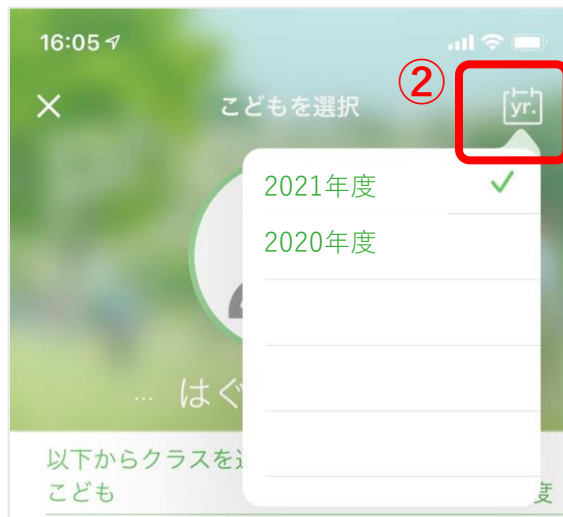 16:05
②
こどもを選択
yr.
2021年度
2020年度
… はぐ
以下からクラスを
こども
度